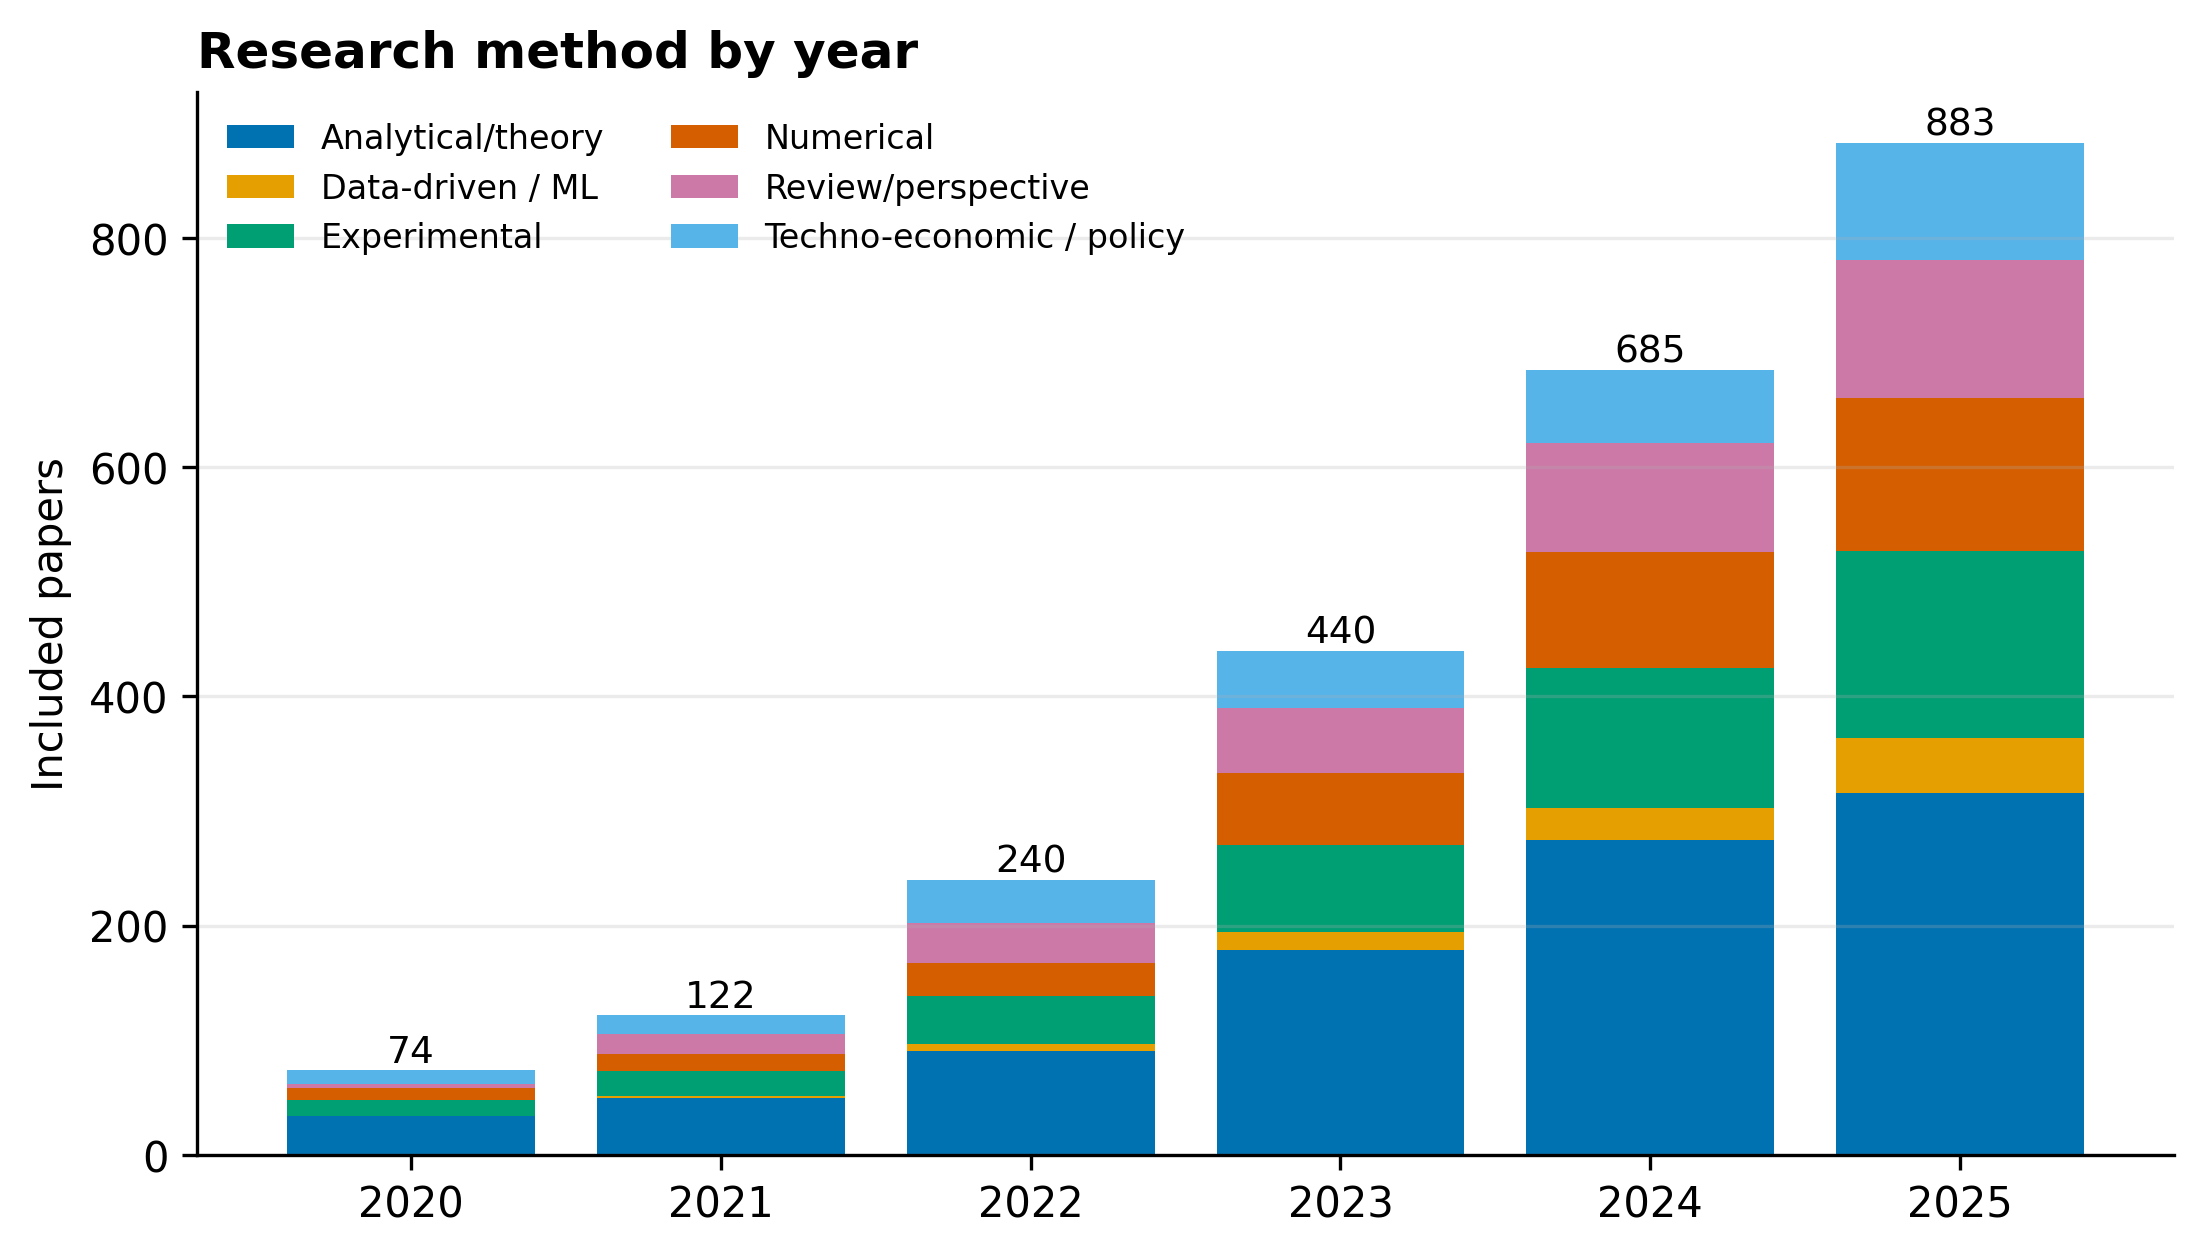 Research method by year
Analytical/theory
Data-driven / ML
Experimental
Numerical
Review/perspective
Techno-economic / policy
Included papers
800
600
400
200
0
74
122
240
440
685
883
2020
2021
2022
2023
2024
2025